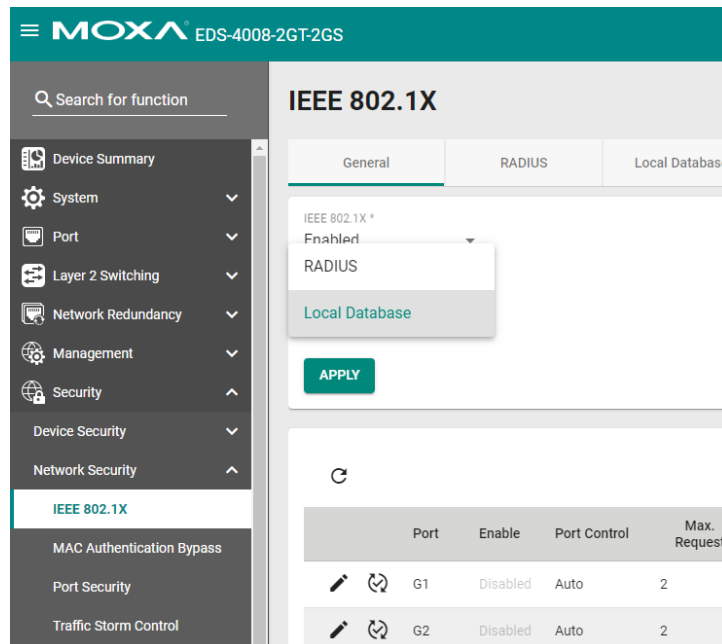 MOXA EDS-4008-2GT-2GS
Search for function
Device Summary
System
Port
Layer 2 Switching
Network Redundancy
Management
Security
Device Security
Network Security
IEEE 802.1X
MAC Authentication Bypass
Port Security
Traffic Storm Control
IEEE 802.1X
General RADIUS Local Databas
IEEE 802.1X *
Enabled
RADIUS
Local Database
APPLY
Port Enable Port Control Max.
Request
G1 Disabled Auto 2
G2 Disabled Auto 2